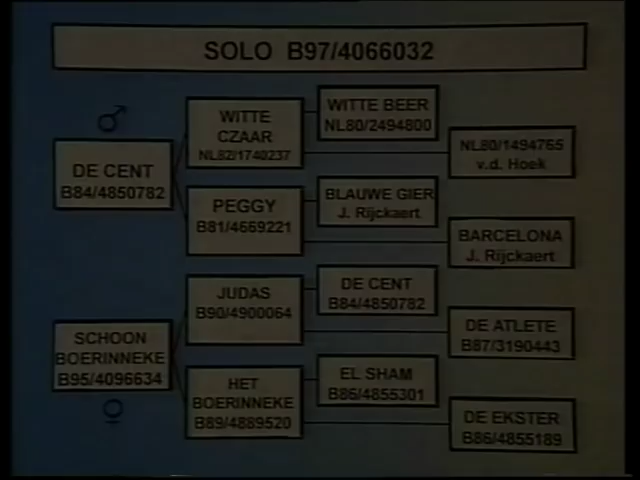 SOLO B97/4066032
WITTE BEER
NL80/2494800
WITTE
CZAAR
NL82/1740237
NL80/1494765
v.d. Hoek
DE CENT
B84/4850782
BLAUWE GIER
J. Rijckaert
PEGGY
B81/4669221
BARCELONA
J. Rijckaert
DE CENT
B84/4850782
JUDAS
B90/4900064
DE ATLETE
B87/3190443
SCHOON
BOERINNEKE
B95/4096634
EL SHAM
B86/4855301
HET
BOERINNEKE
B89/4889520
DE EKSTER
B86/4855189